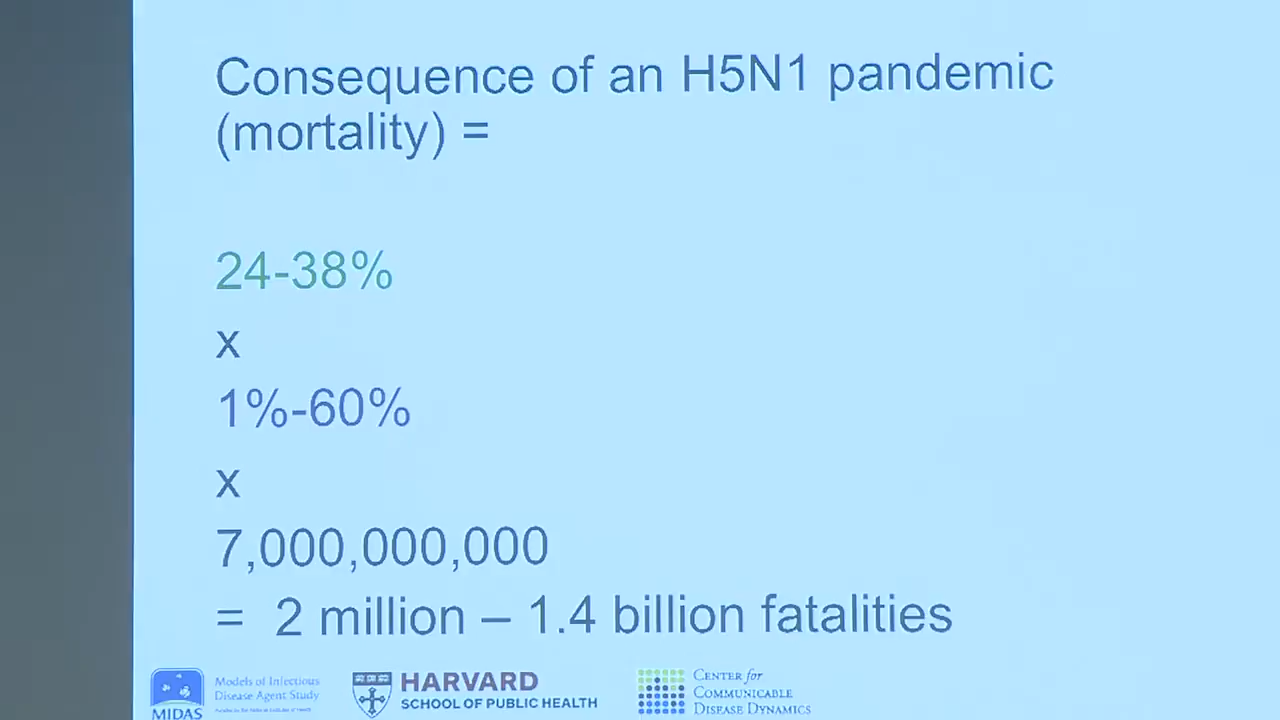 Consequence of an H5N1 pandemic
(mortality) =
24-38%
x
1%-60%
x
7,000,000,000
= 2 million – 1.4 billion fatalities
MIDAS
Models of Infectious
Disease Agent Study
HARVARD
SCHOOL OF PUBLIC HEALTH
CENTER for
COMMUNICABLE
DISEASE DYNAMICS